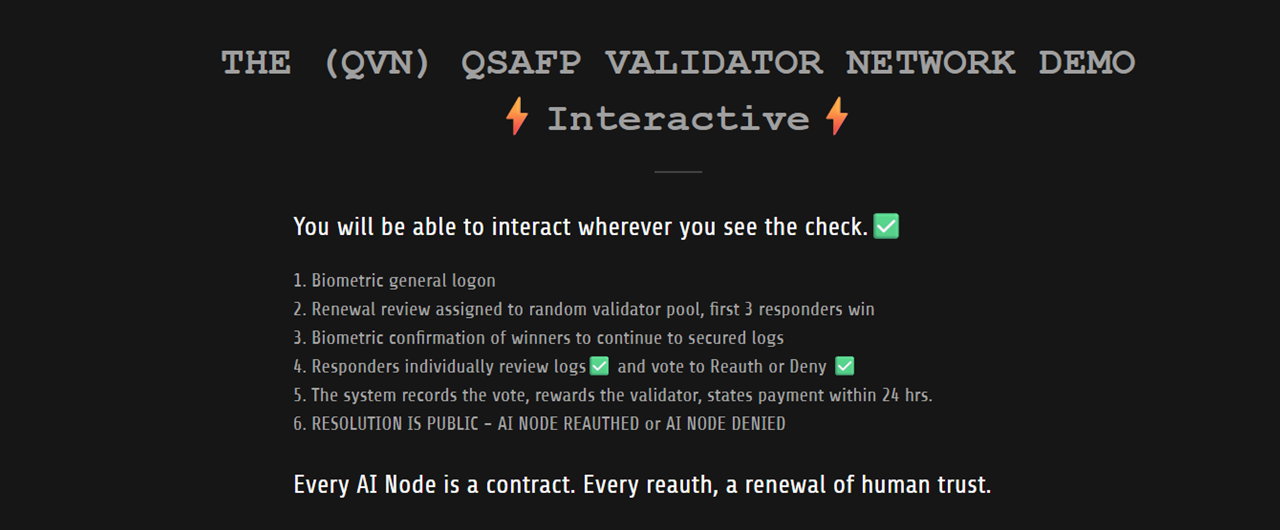 THE (QVN) QSAFP VALIDATOR NETWORK DEMO
⚡ Interactive ⚡
You will be able to interact wherever you see the check. ✅
1. Biometric general logon
2. Renewal review assigned to random validator pool, first 3 responders win
3. Biometric confirmation of winners to continue to secured logs
4. Responders individually review logs ✅ and vote to Reauth or Deny ✅
5. The system records the vote, rewards the validator, states payment within 24 hrs.
6. RESOLUTION IS PUBLIC - AI NODE REAUTHED or AI NODE DENIED
Every AI Node is a contract. Every reauth, a renewal of human trust.